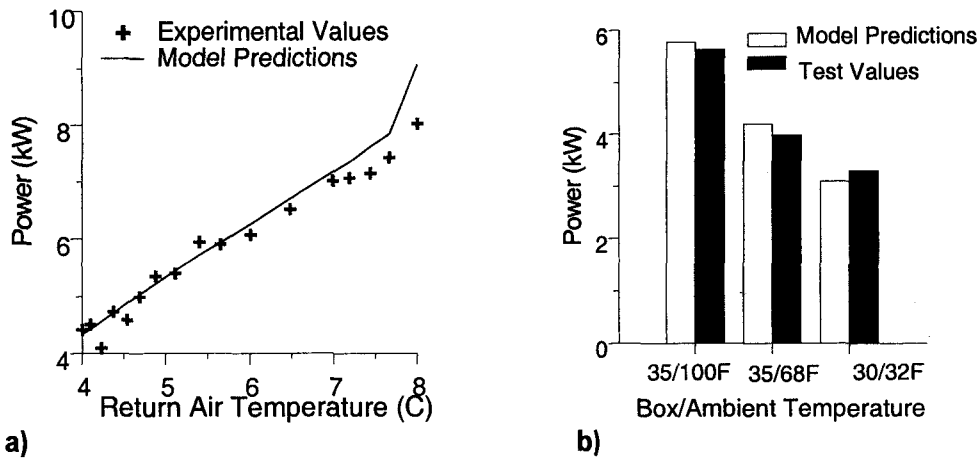 10
8
6
4
Power (kW)
Experimental Values
Model Predictions
4 5 6 7 8
Return Air Temperature (C)
a)
6
4
2
0
Power (kW)
Model Predictions
Test Values
35/100F 35/68F 30/32F
Box/Ambient Temperature
b)